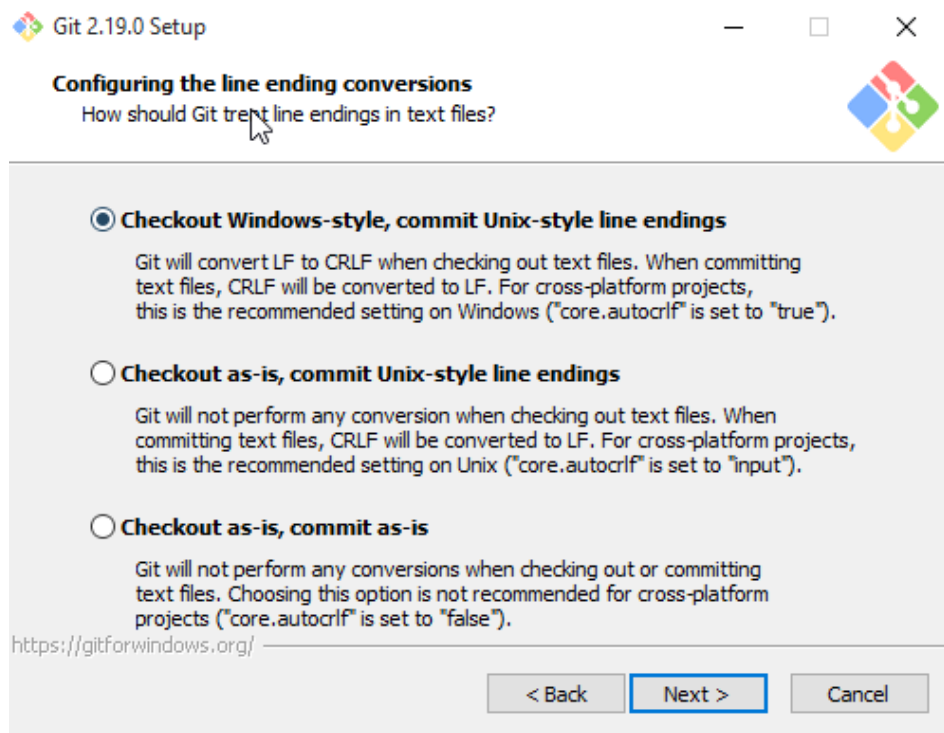 Git 2.19.0 Setup
Configuring the line ending conversions
How should Git treat line endings in text files?
Checkout Windows-style, commit Unix-style line endings
Git will convert LF to CRLF when checking out text files. When committing
text files, CRLF will be converted to LF. For cross-platform projects,
this is the recommended setting on Windows ("core.autocrlf" is set to "true").
Checkout as-is, commit Unix-style line endings
Git will not perform any conversion when checking out text files. When
committing text files, CRLF will be converted to LF. For cross-platform projects,
this is the recommended setting on Unix ("core.autocrlf" is set to "input").
Checkout as-is, commit as-is
Git will not perform any conversions when checking out or committing
text files. Choosing this option is not recommended for cross-platform
projects ("core.autocrlf" is set to "false").
https://gitforwindows.org/
< Back Next > Cancel